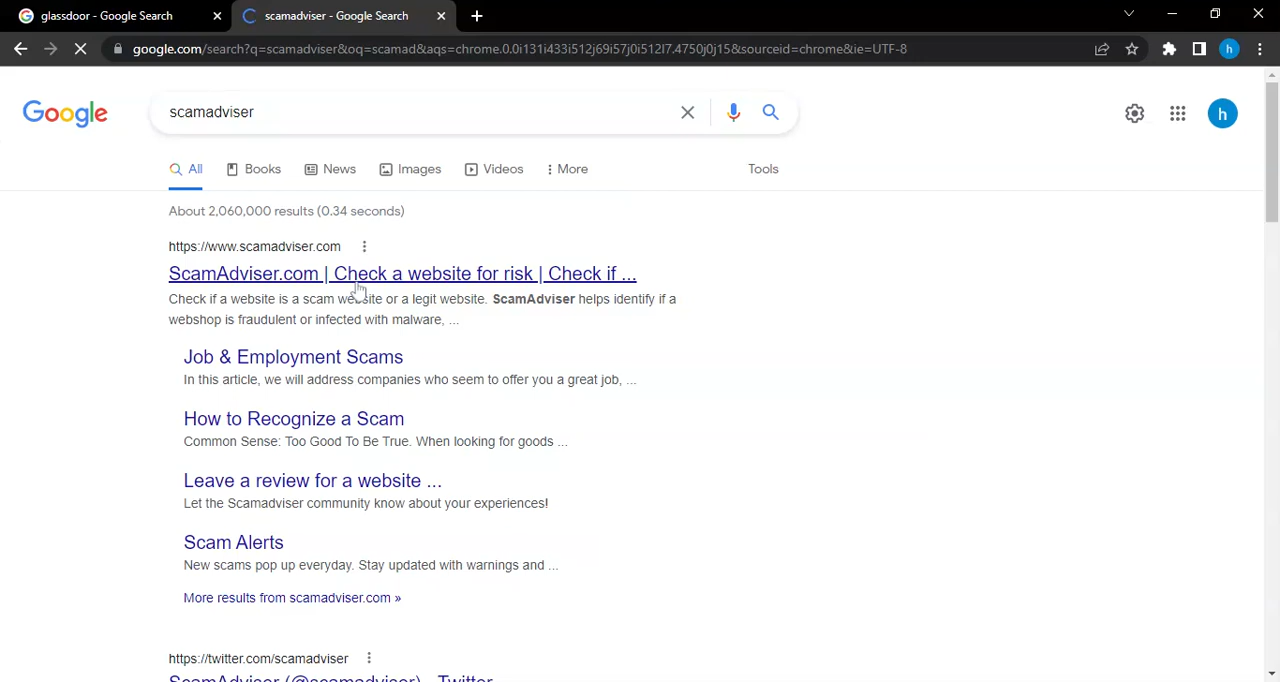 glassdoor - Google Search
scamadviser - Google Search
google.com/search?q=scamadviser&oq=scamad&aqs=chrome.0.0i131i433i512j69i57j0i512l7.4750j0j15&sourceid=chrome&ie=UTF-8
h
Google
scamadviser
h
All
Books
News
Images
Videos
More
Tools
About 2,060,000 results (0.34 seconds)
https://www.scamadviser.com
ScamAdviser.com | Check a website for risk | Check if ...
Check if a website is a scam website or a legit website. ScamAdviser helps identify if a
webshop is fraudulent or infected with malware, ...
Job & Employment Scams
In this article, we will address companies who seem to offer you a great job, ...
How to Recognize a Scam
Common Sense: Too Good To Be True. When looking for goods ...
Leave a review for a website ...
Let the Scamadviser community know about your experiences!
Scam Alerts
New scams pop up everyday. Stay updated with warnings and ...
More results from scamadviser.com »
https://twitter.com/scamadviser
ScamAdviser (@scamadviser) - Twitter